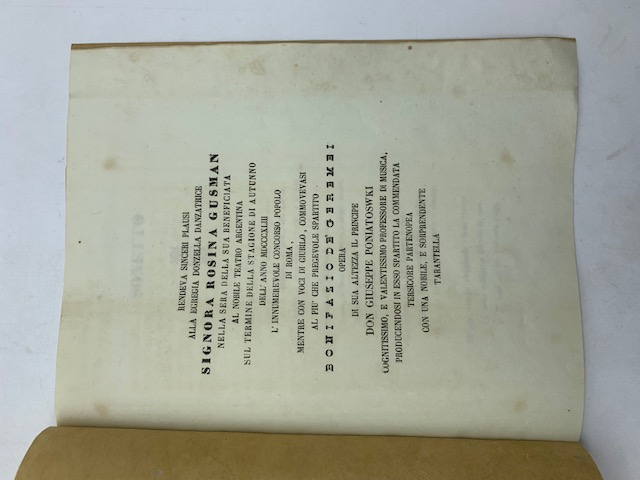 RENDEVA SINCERI PLAUSI
ALLA EGREGIA DONZELLA DANZATRICE
SIGNORA ROSINA GUSMAN
NELLA SERA DELLA SUA BENEFICIATA
AL NOBILE TEATRO ARGENTINA
SUL TERMINE DELLA STAGIONE DI AUTUNNO
DELL' ANNO MDCCCXLIII
L' INNUMEREVOLE CONCORSO POPOLO
DI ROMA,
MENTRE CON VOCI DI GIUBILO, COMMOVEVASI
AL PIU' CHE PREGEVOLE SPARTITO
BONIFAZIO DE' GEREMEI
OPERA
DI SUA ALTEZZA IL PRINCIPE
DON GIUSEPPE PONIATOSWKI
COGNITISSIMO, E VALENTISSIMO PROFESSORE DI MUSICA,
PRODUCENDOSI IN ESSO SPARTITO LA COMMENDATA
TERSICORE PARTENOPEA
CON UNA NOBILE, E SORPRENDENTE
TARANTELLA